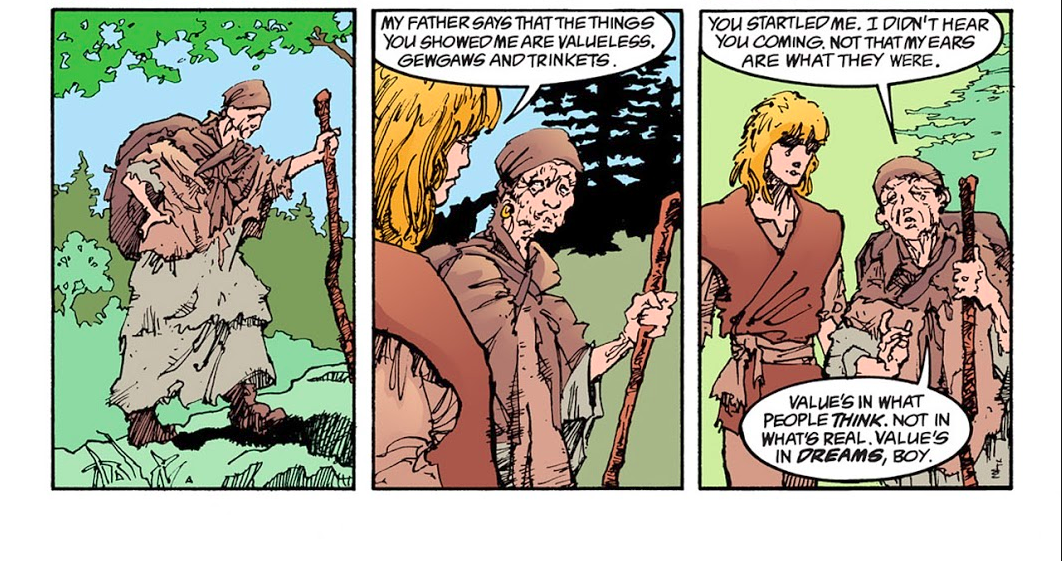 MY FATHER SAYS THAT THE THINGS
YOU SHOWED ME ARE VALUELESS.
GEWGAWS AND TRINKETS.
YOU STARTLED ME. I DIDN'T HEAR
YOU COMING. NOT THAT MY EARS
ARE WHAT THEY WERE.
VALUE'S IN WHAT
PEOPLE THINK. NOT IN
WHAT'S REAL. VALUE'S
IN DREAMS, BOY.